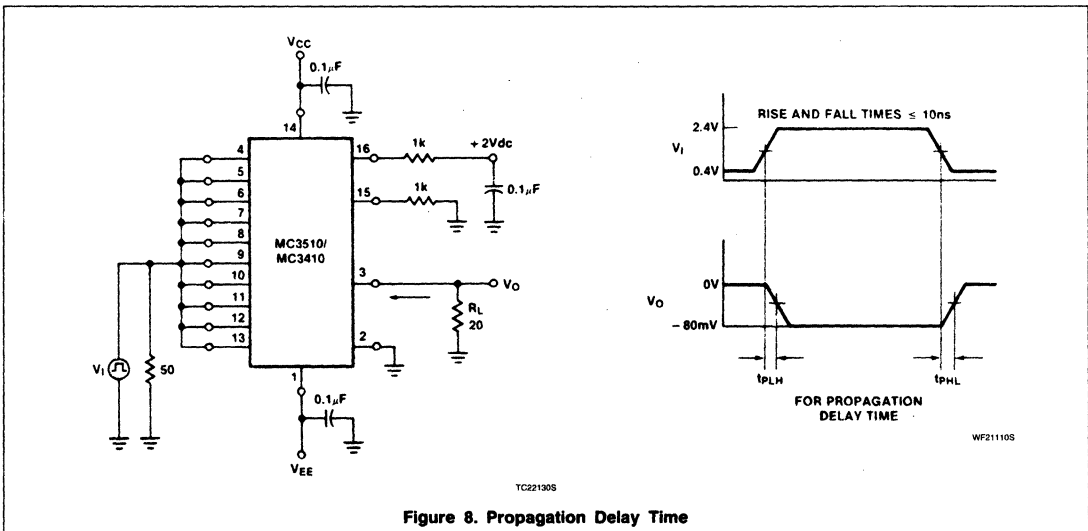 VCC
0.1µF
14
4
5
6
7
8
9
10
11
12
13
MC3510/
MC3410
16
1k
+ 2Vdc
0.1µF
15
1k
3
VO
RL
20
2
VI
50
1
0.1µF
VEE
TC22130S
RISE AND FALL TIMES ≤ 10ns
2.4V
VI
0.4V
0V
VO
– 80mV
tPLH
tPHL
FOR PROPAGATION
DELAY TIME
WF21110S
Figure 8. Propagation Delay Time